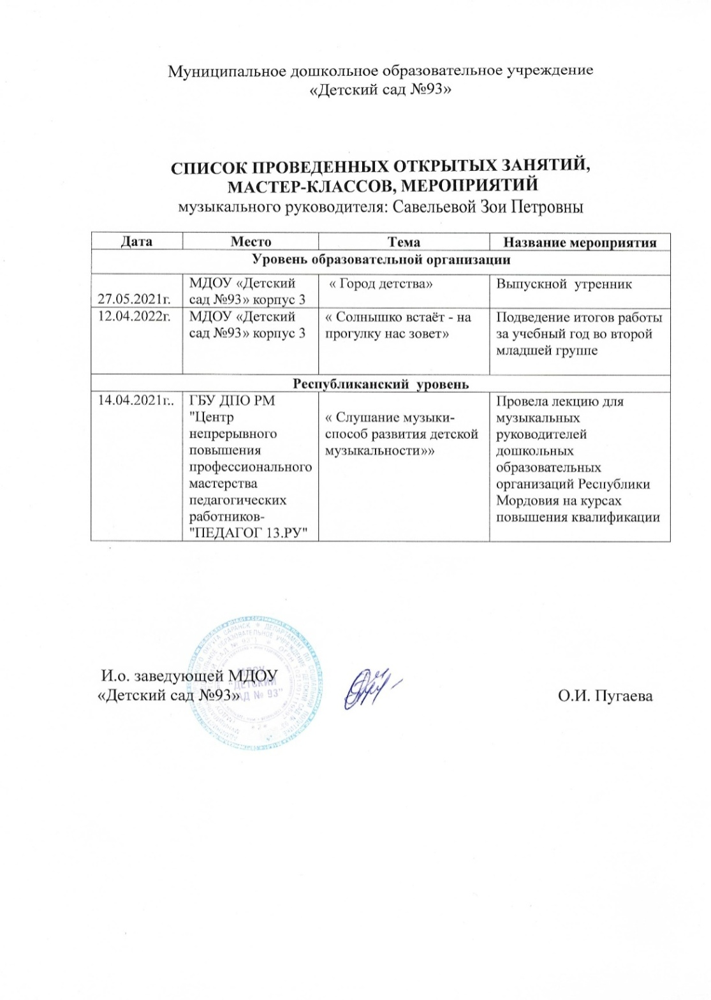 Муниципальное дошкольное образовательное учреждение
«Детский сад №93»
СПИСОК ПРОВЕДЕННЫХ ОТКРЫТЫХ ЗАНЯТИЙ,
МАСТЕР-КЛАССОВ, МЕРОПРИЯТИЙ
музыкального руководителя: Савельевой Зои Петровны
Дата Место Тема Название мероприятия
Уровень образовательной организации
27.05.2021г.
МДОУ «Детский
сад №93» корпус 3
« Город детства»
Выпускной утренник
12.04.2022г.
МДОУ «Детский
сад №93» корпус 3
« Солнышко встаёт - на
прогулку нас зовет»
Подведение итогов работы
за учебный год во второй
младшей группе
Республиканский уровень
14.04.2021г..
ГБУ ДПО РМ
"Центр
непрерывного
повышения
профессионального
мастерства
педагогических
работников-
"ПЕДАГОГ 13.РУ"
« Слушание музыки-
способ развития детской
музыкальности»»
Провела лекцию для
музыкальных
руководителей
дошкольных
образовательных
организаций Республики
Мордовия на курсах
повышения квалификации
И.о. заведующей МДОУ
«Детский сад №93»
О.И. Пугаева
МДОУ
"ДЕТСКИЙ
САД № 93"